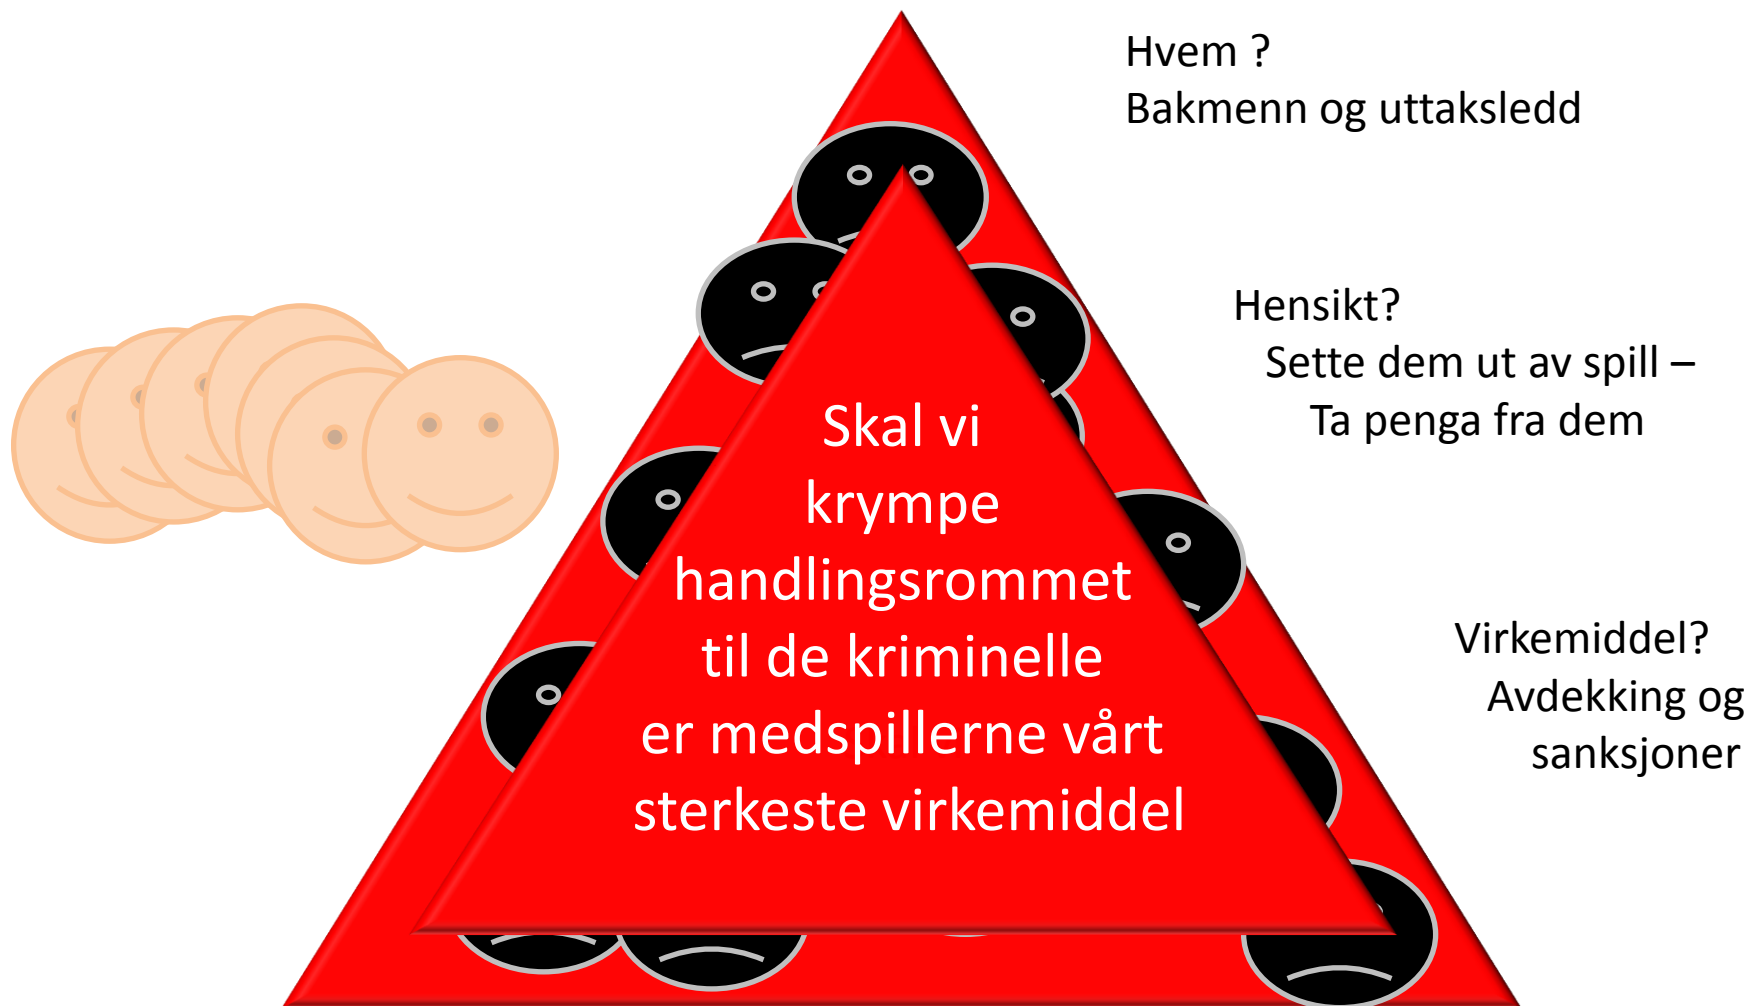 Hvem ?
Bakmenn og uttaksledd
Hensikt?
Sette dem ut av spill –
Ta penga fra dem
Skal vi
krympe
handlingsrommet
til de kriminelle
er medspillerne vårt
sterkeste virkemiddel
Virkemiddel?
Avdekking og
sanksjoner